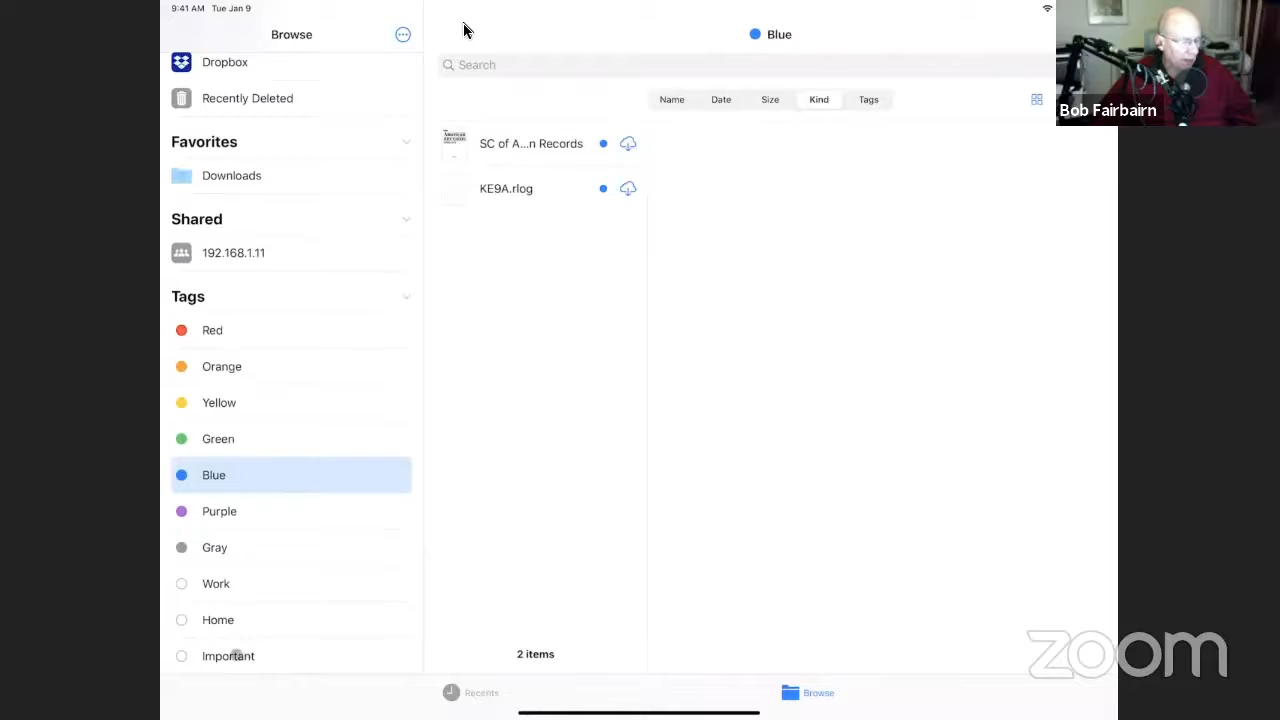 9:41 AM Tue Jan 9
Browse
Dropbox
Recently Deleted
Favorites
Downloads
Shared
192.168.1.11
Tags
Red
Orange
Yellow
Green
Blue
Purple
Gray
Work
Home
Important
Blue
Search
Name Date Size Kind Tags
SC of A...n Records
KE9A.rlog
2 items
Recents
Browse
Bob Fairbairn
zoom